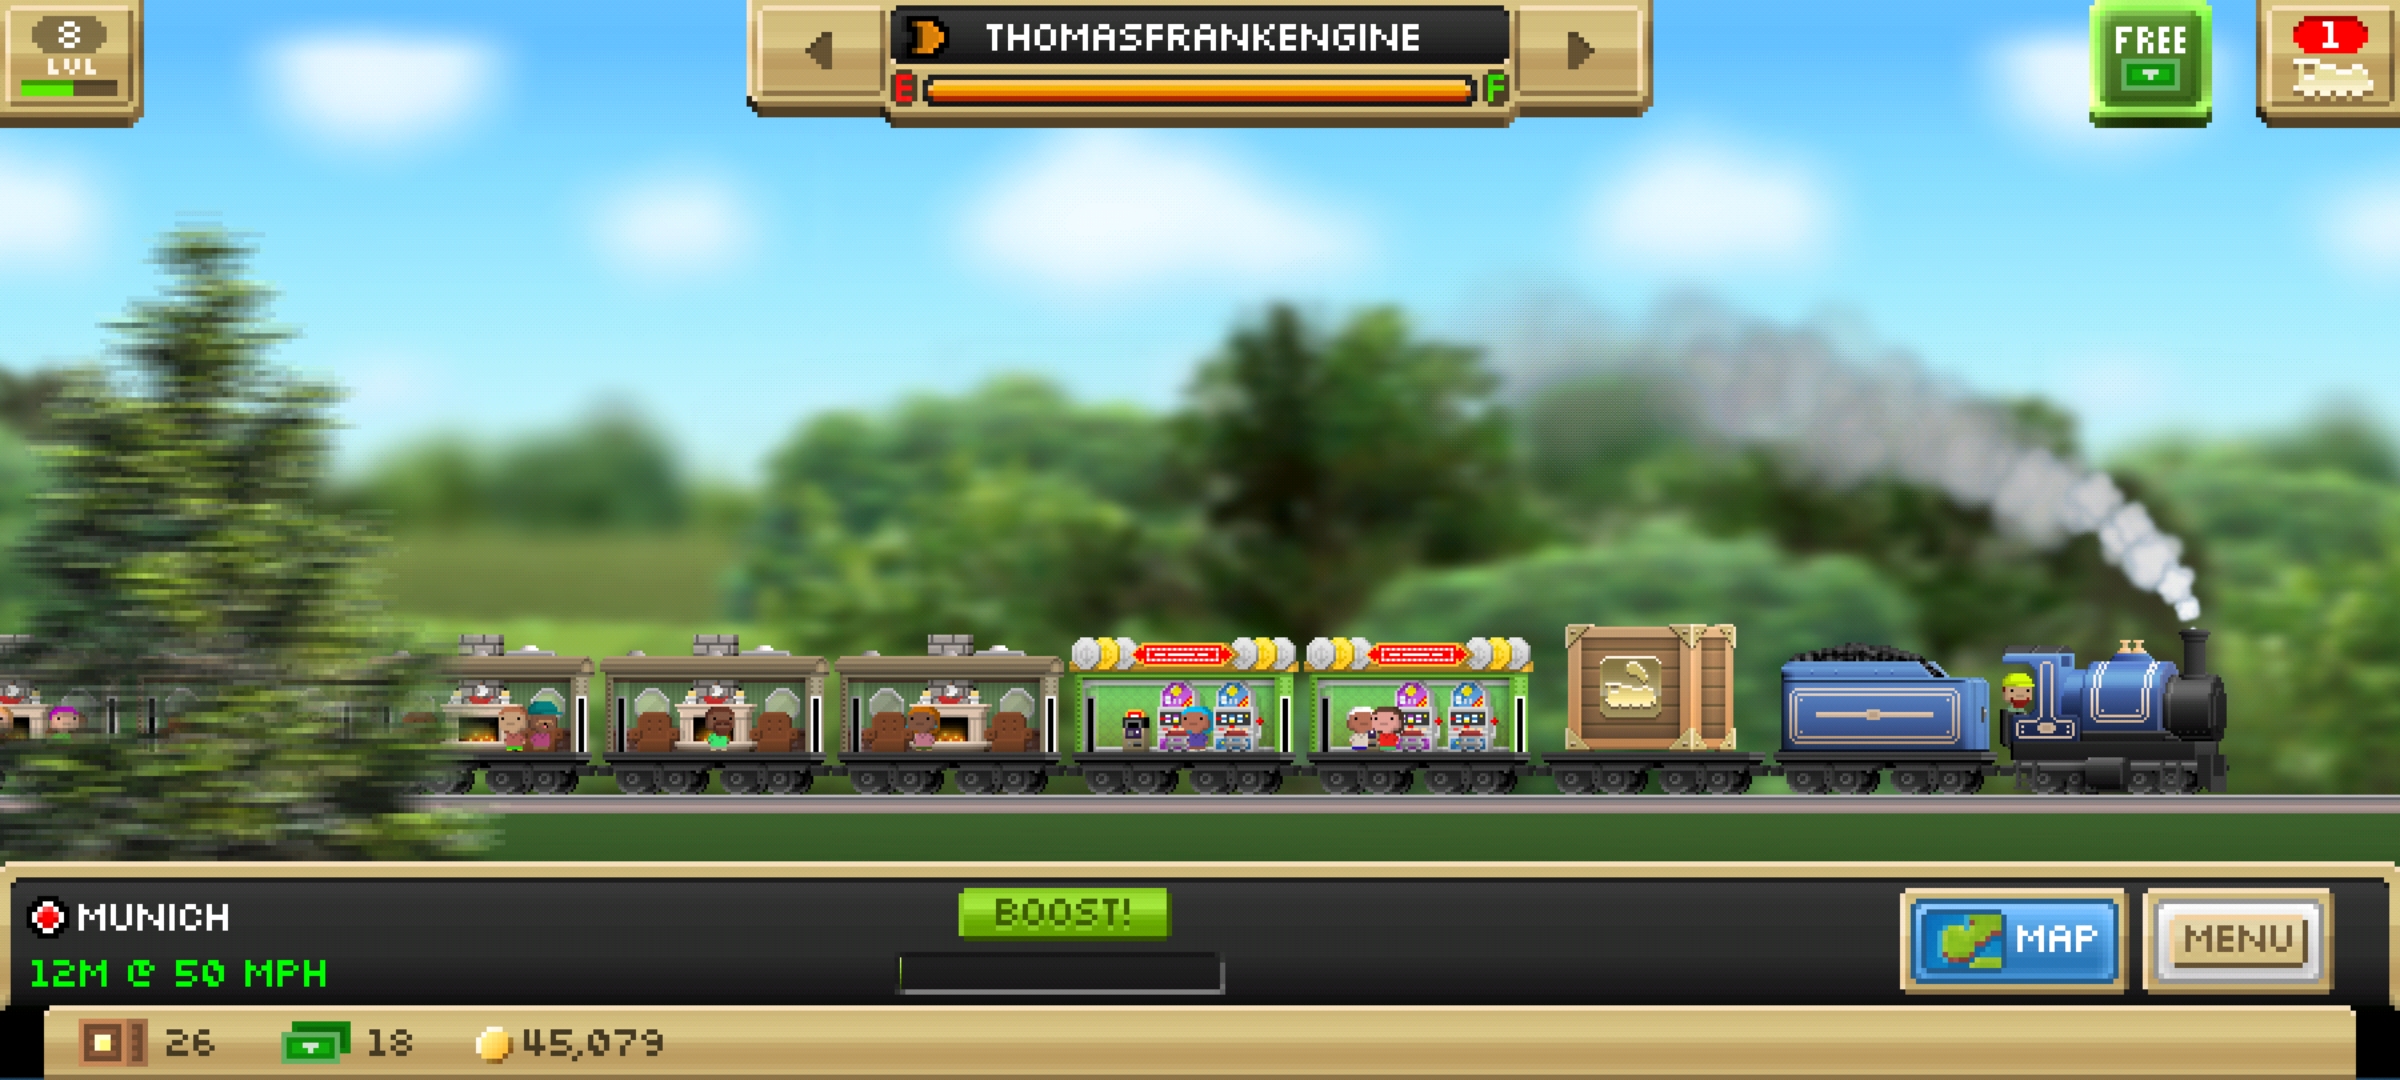 8
LVL
THOMASFRANKENGINE
E F
FREE
1
MUNICH
12M @ 50 MPH
BOOST!
MAP
MENU
26 18 45,079